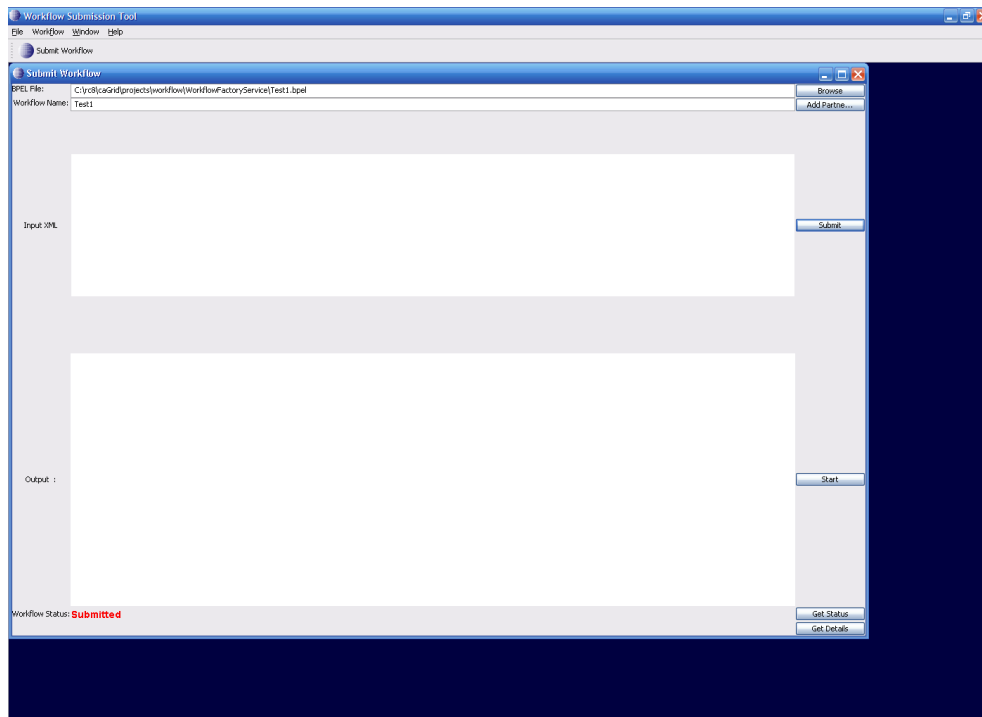 Workflow Submission Tool
File Workflow Window Help
Submit Workflow
Submit Workflow
BPEL File: C:\rc8\caGrid\projects\workflow\WorkflowFactoryService\Test1.bpel Browse
Workflow Name: Test1 Add Partne...
Input XML Submit
Output : Start
Workflow Status: Submitted Get Status
Get Details